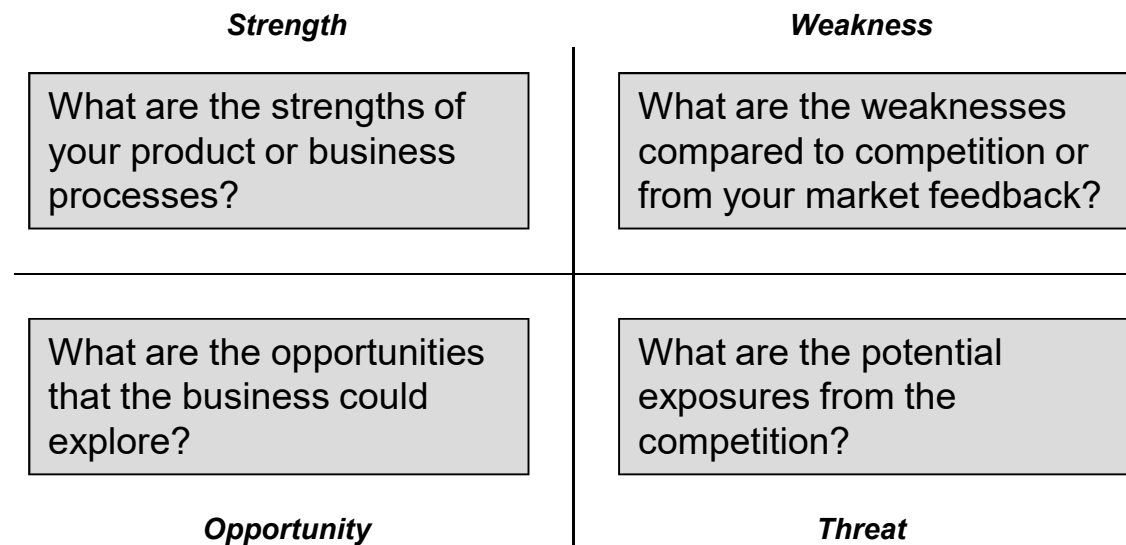 Strength
Weakness
What are the strengths of
your product or business
processes?
What are the weaknesses
compared to competition or
from your market feedback?
What are the opportunities
that the business could
explore?
What are the potential
exposures from the
competition?
Opportunity
Threat